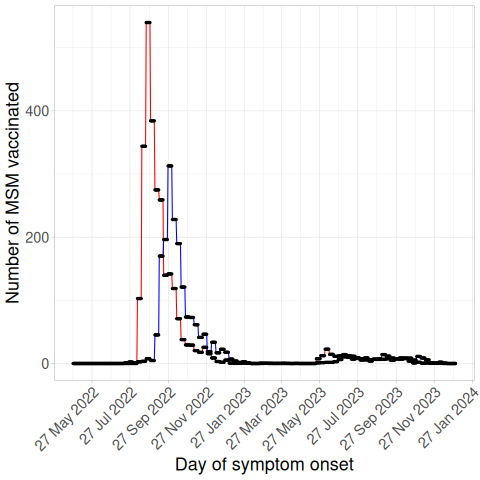 Number of MSM vaccinated
400
200
0
27 May 2022
27 Jul 2022
27 Sep 2022
27 Nov 2022
27 Jan 2023
27 Mar 2023
27 May 2023
27 Jul 2023
27 Sep 2023
27 Nov 2023
27 Jan 2024
Day of symptom onset